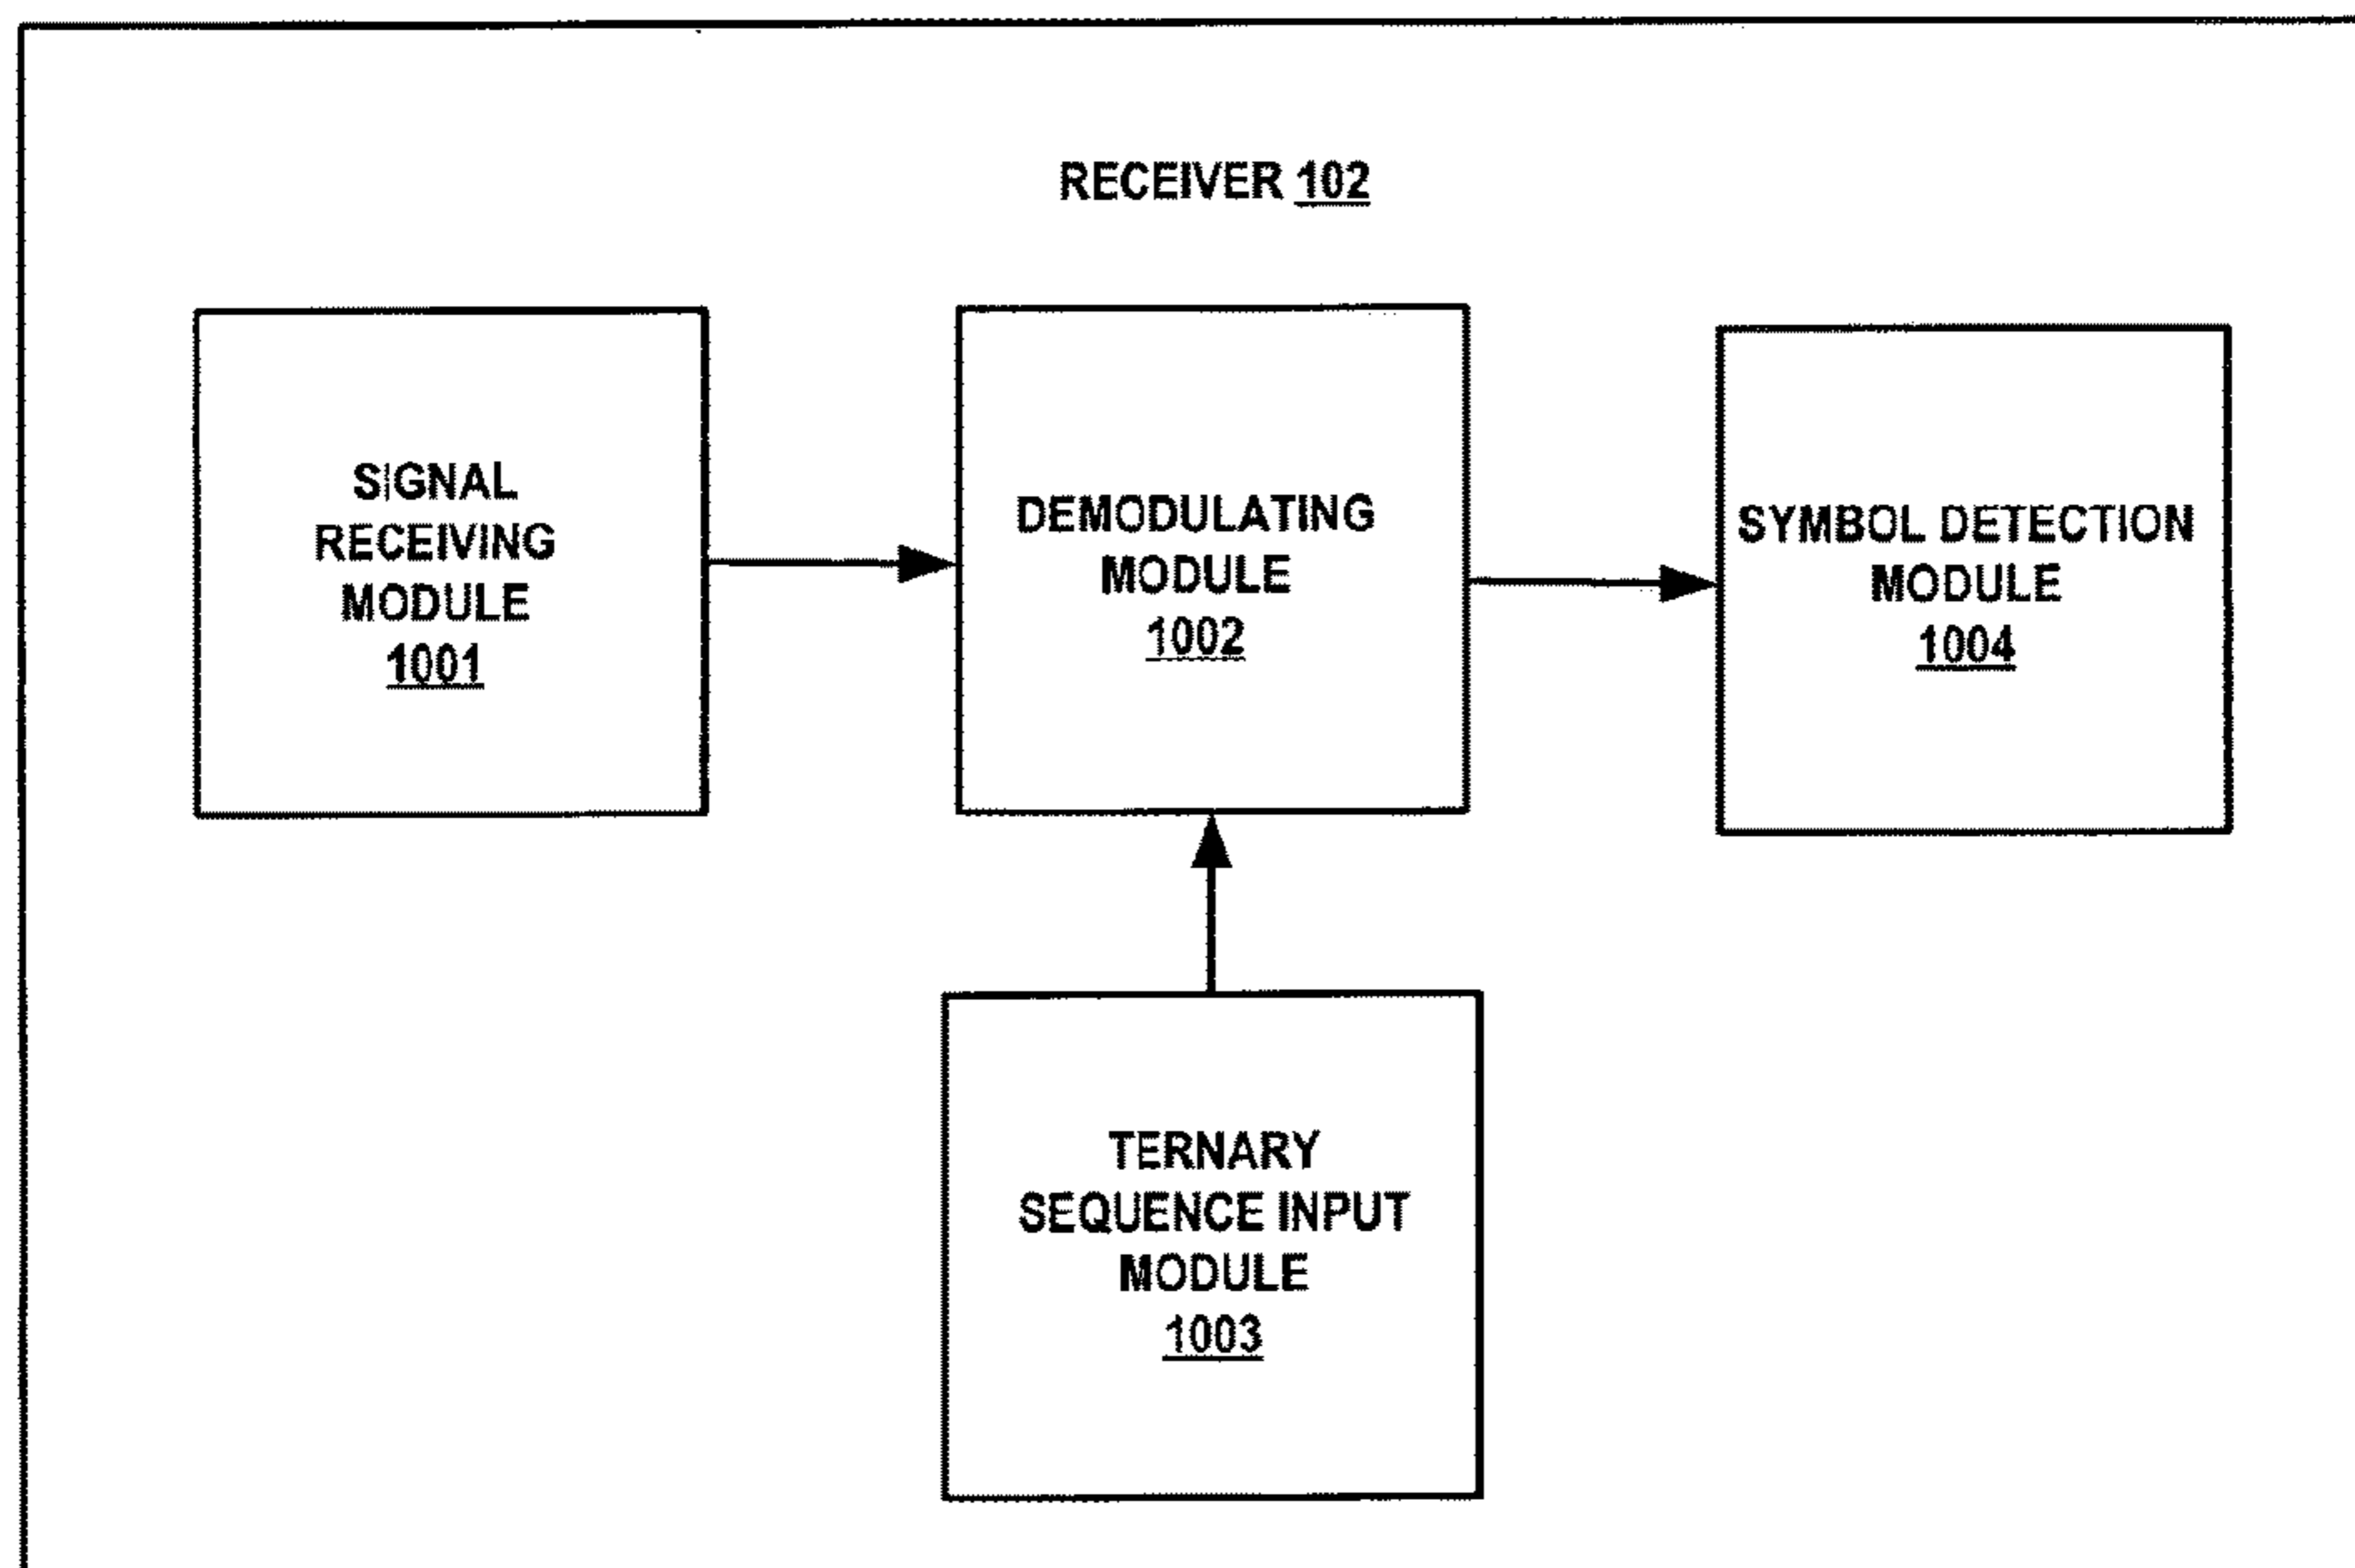 RECEIVER 102
SIGNAL
RECEIVING
MODULE
1001
DEMODULATING
MODULE
1002
SYMBOL DETECTION
MODULE
1004
TERNARY
SEQUENCE INPUT
MODULE
1003